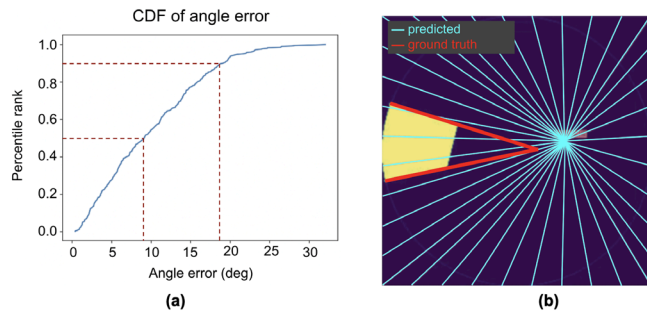 CDF of angle error
1.0
0.8
0.6
0.4
0.2
0.0
Percentile rank
0 5 10 15 20 25 30
Angle error (deg)
(a)
predicted
ground truth
(b)